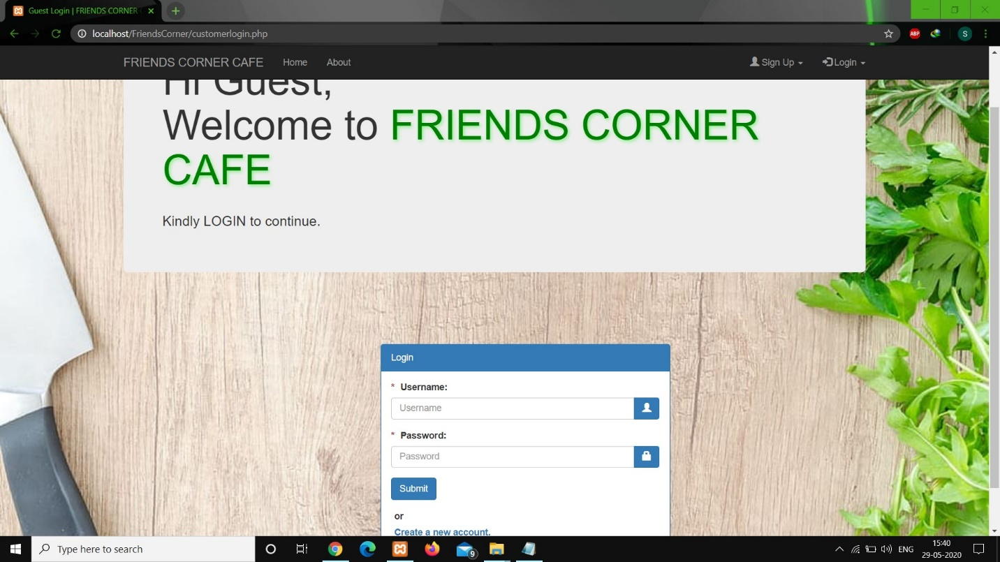 Guest Login | FRIENDS CORNER
localhost/FriendsCorner/customerlogin.php
ABP
S
FRIENDS CORNER CAFE Home About Sign Up Login
Hi Guest,
Welcome to FRIENDS CORNER
CAFE
Kindly LOGIN to continue.
Login
* Username:
Username
* Password:
Password
Submit
or
Create a new account.
Type here to search
9
ENG
15:40
29-05-2020